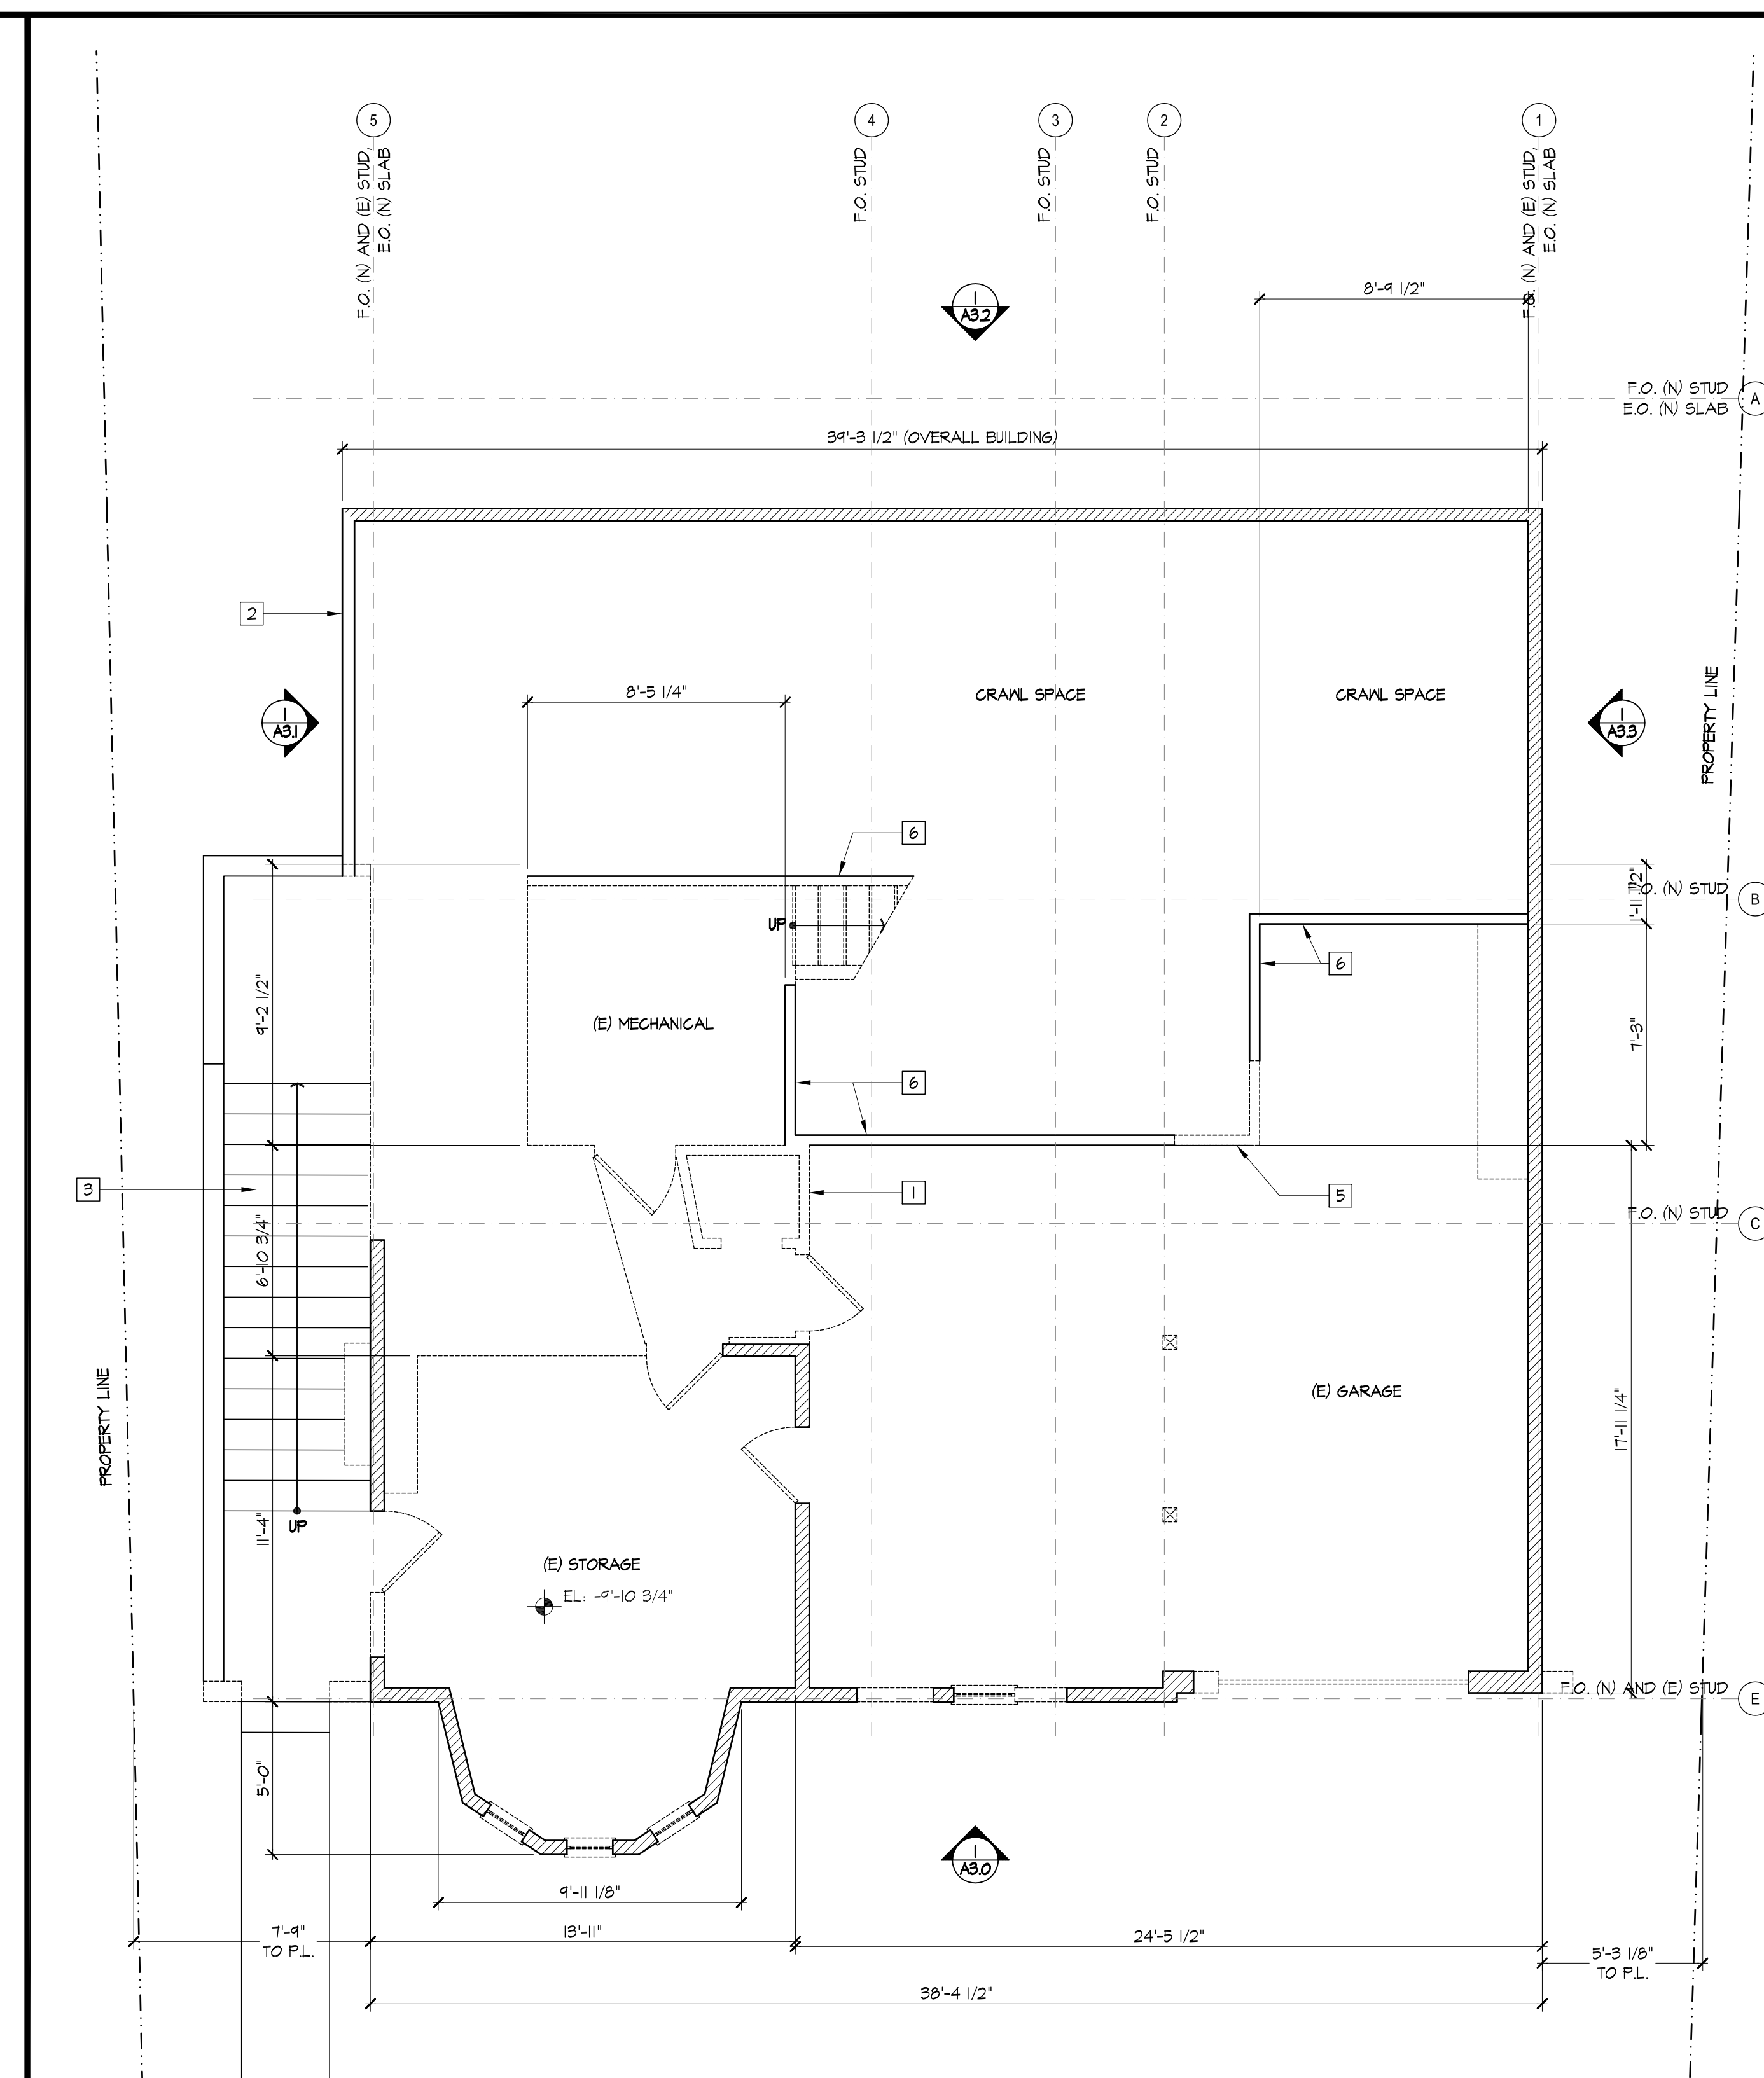 5
4
3
2
1
F.O. (N) AND (E) STUD,
E.O. (N) SLAB
F.O. STUD
F.O. STUD
F.O. STUD
F.O. (N) AND (E) STUD,
E.O. (N) SLAB
8'-9 1/2"
1
A3.2
F.O. (N) STUD
E.O. (N) SLAB
A
39'-3 1/2" (OVERALL BUILDING)
2
8'-5 1/4"
CRAWL SPACE
CRAWL SPACE
1
A3.1
1
A3.3
PROPERTY LINE
6
1'-11 1/2"
F.O. (N) STUD
B
UP
6
9'-2 1/2"
(E) MECHANICAL
7'-3"
6
3
1
5
F.O. (N) STUD
C
6'-10 3/4"
(E) GARAGE
PROPERTY LINE
17'-11 1/4"
11'-4"
UP
(E) STORAGE
EL: -9'-10 3/4"
F.O. (N) AND (E) STUD
E
5'-0"
1
A3.0
9'-11 1/8"
7'-9"
TO P.L.
13'-11"
24'-5 1/2"
5'-3 1/8"
TO P.L.
38'-4 1/2"